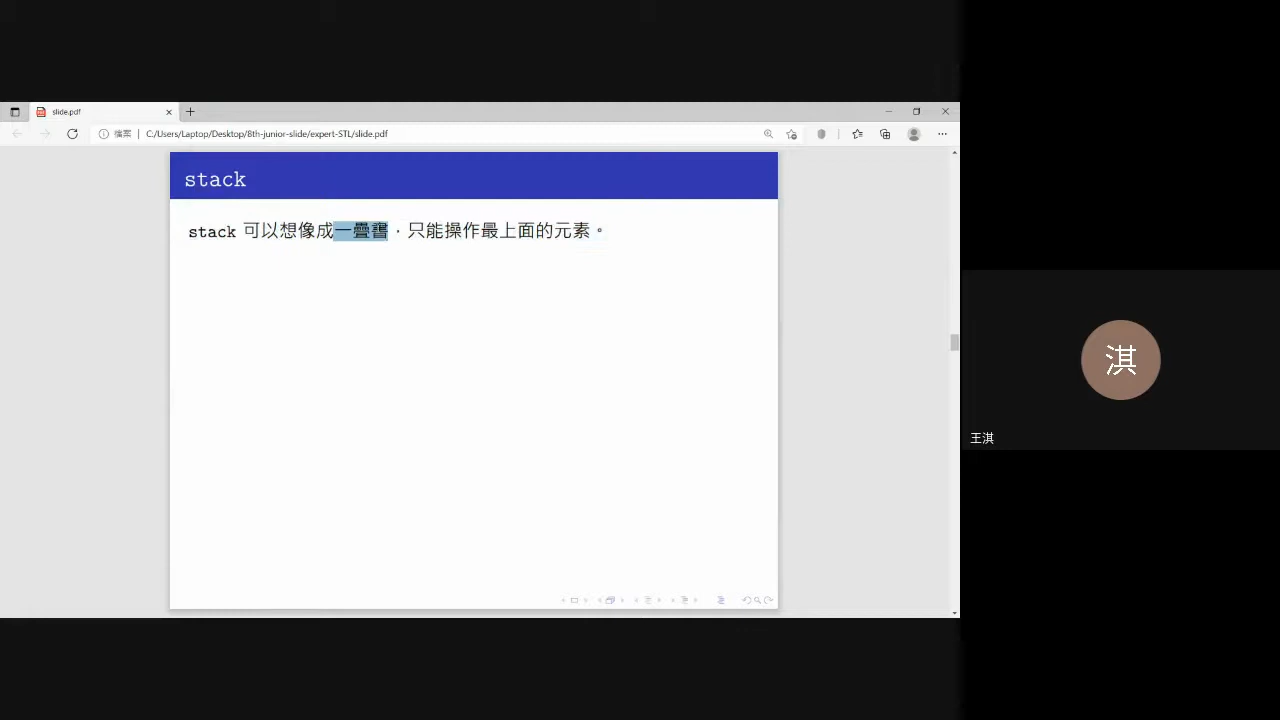 slide.pdf
檔案 C:/Users/Laptop/Desktop/8th-junior-slide/expert-STL/slide.pdf
stack
stack 可以想像成一疊書，只能操作最上面的元素。
淇
王淇